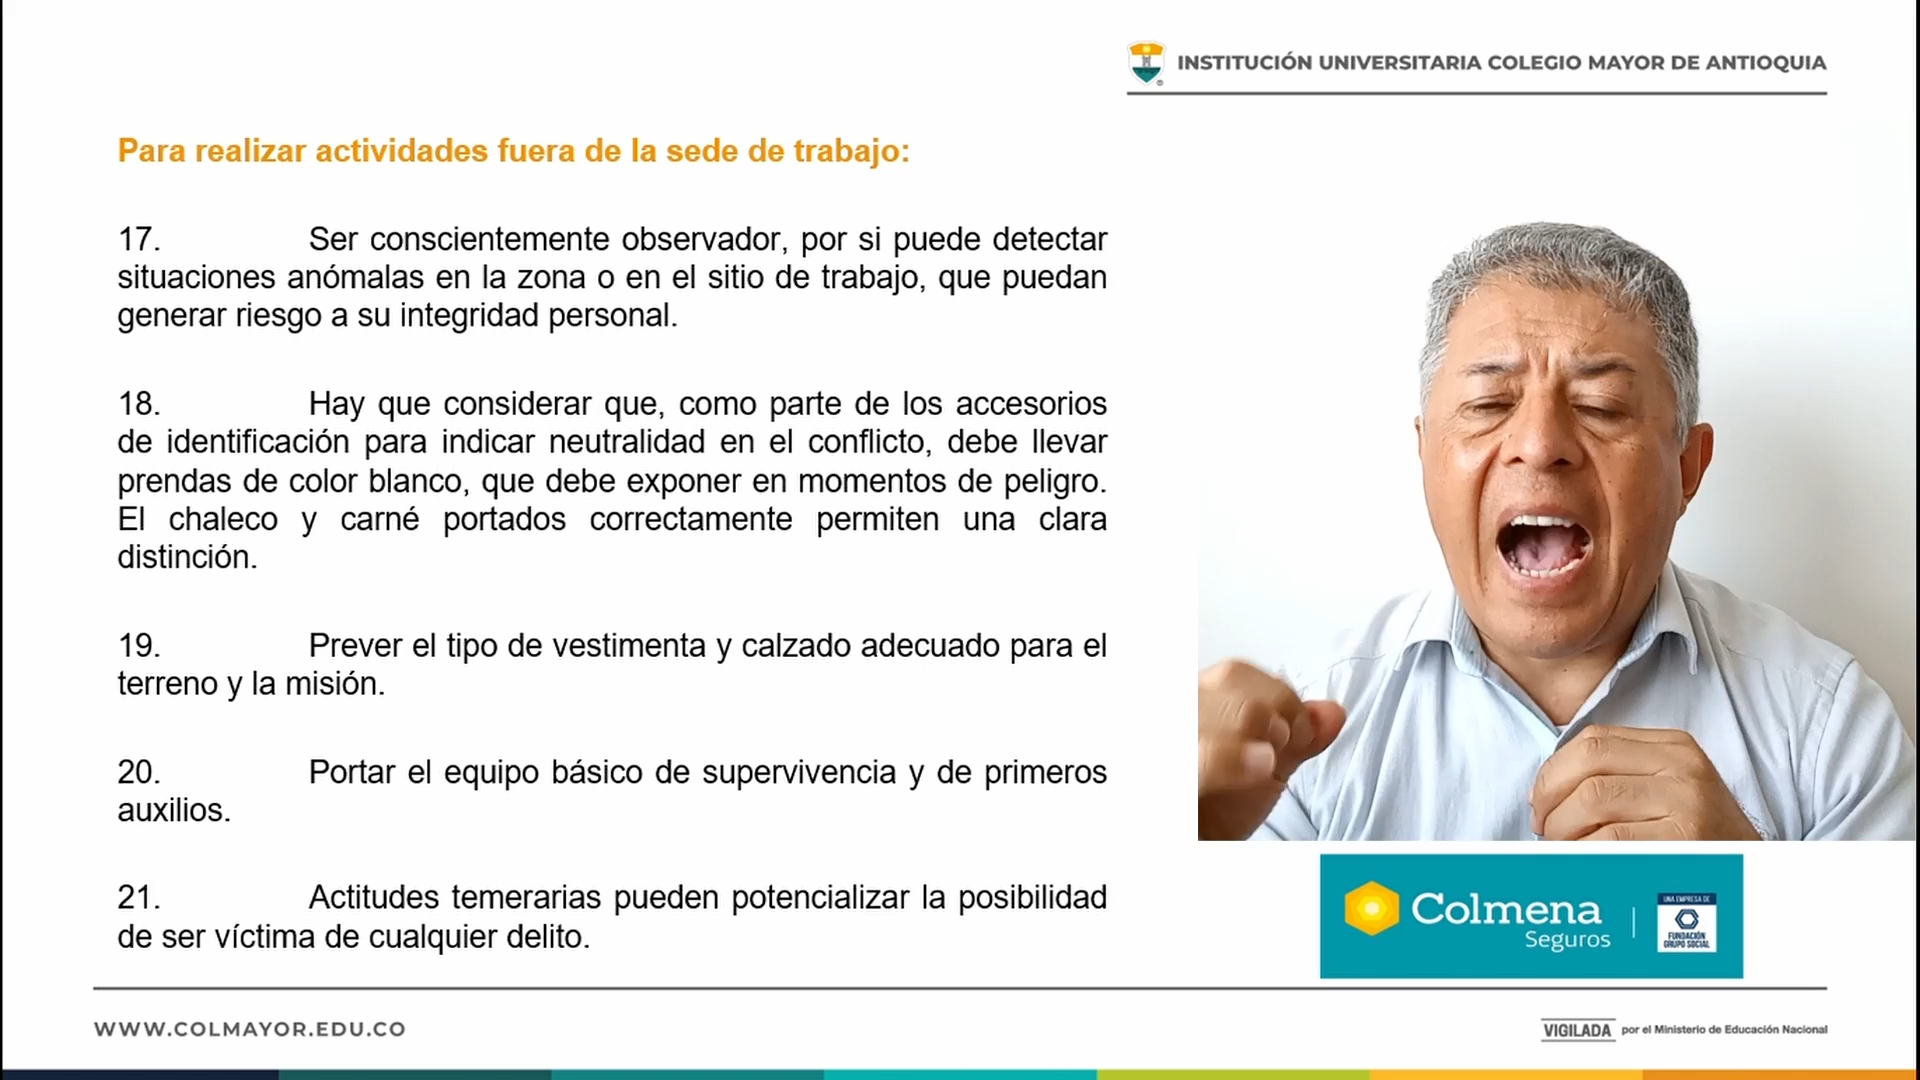 INSTITUCIÓN UNIVERSITARIA COLEGIO MAYOR DE ANTIOQUIA
Para realizar actividades fuera de la sede de trabajo:
17. Ser conscientemente observador, por si puede detectar
situaciones anómalas en la zona o en el sitio de trabajo, que puedan
generar riesgo a su integridad personal.
18. Hay que considerar que, como parte de los accesorios
de identificación para indicar neutralidad en el conflicto, debe llevar
prendas de color blanco, que debe exponer en momentos de peligro.
El chaleco y carné portados correctamente permiten una clara
distinción.
19. Prever el tipo de vestimenta y calzado adecuado para el
terreno y la misión.
20. Portar el equipo básico de supervivencia y de primeros
auxilios.
21. Actitudes temerarias pueden potencializar la posibilidad
de ser víctima de cualquier delito.
Colmena
Seguros
UNA EMPRESA DE
FUNDACIÓN
GRUPO SOCIAL
WWW.COLMAYOR.EDU.CO
VIGILADA por el Ministerio de Educación Nacional